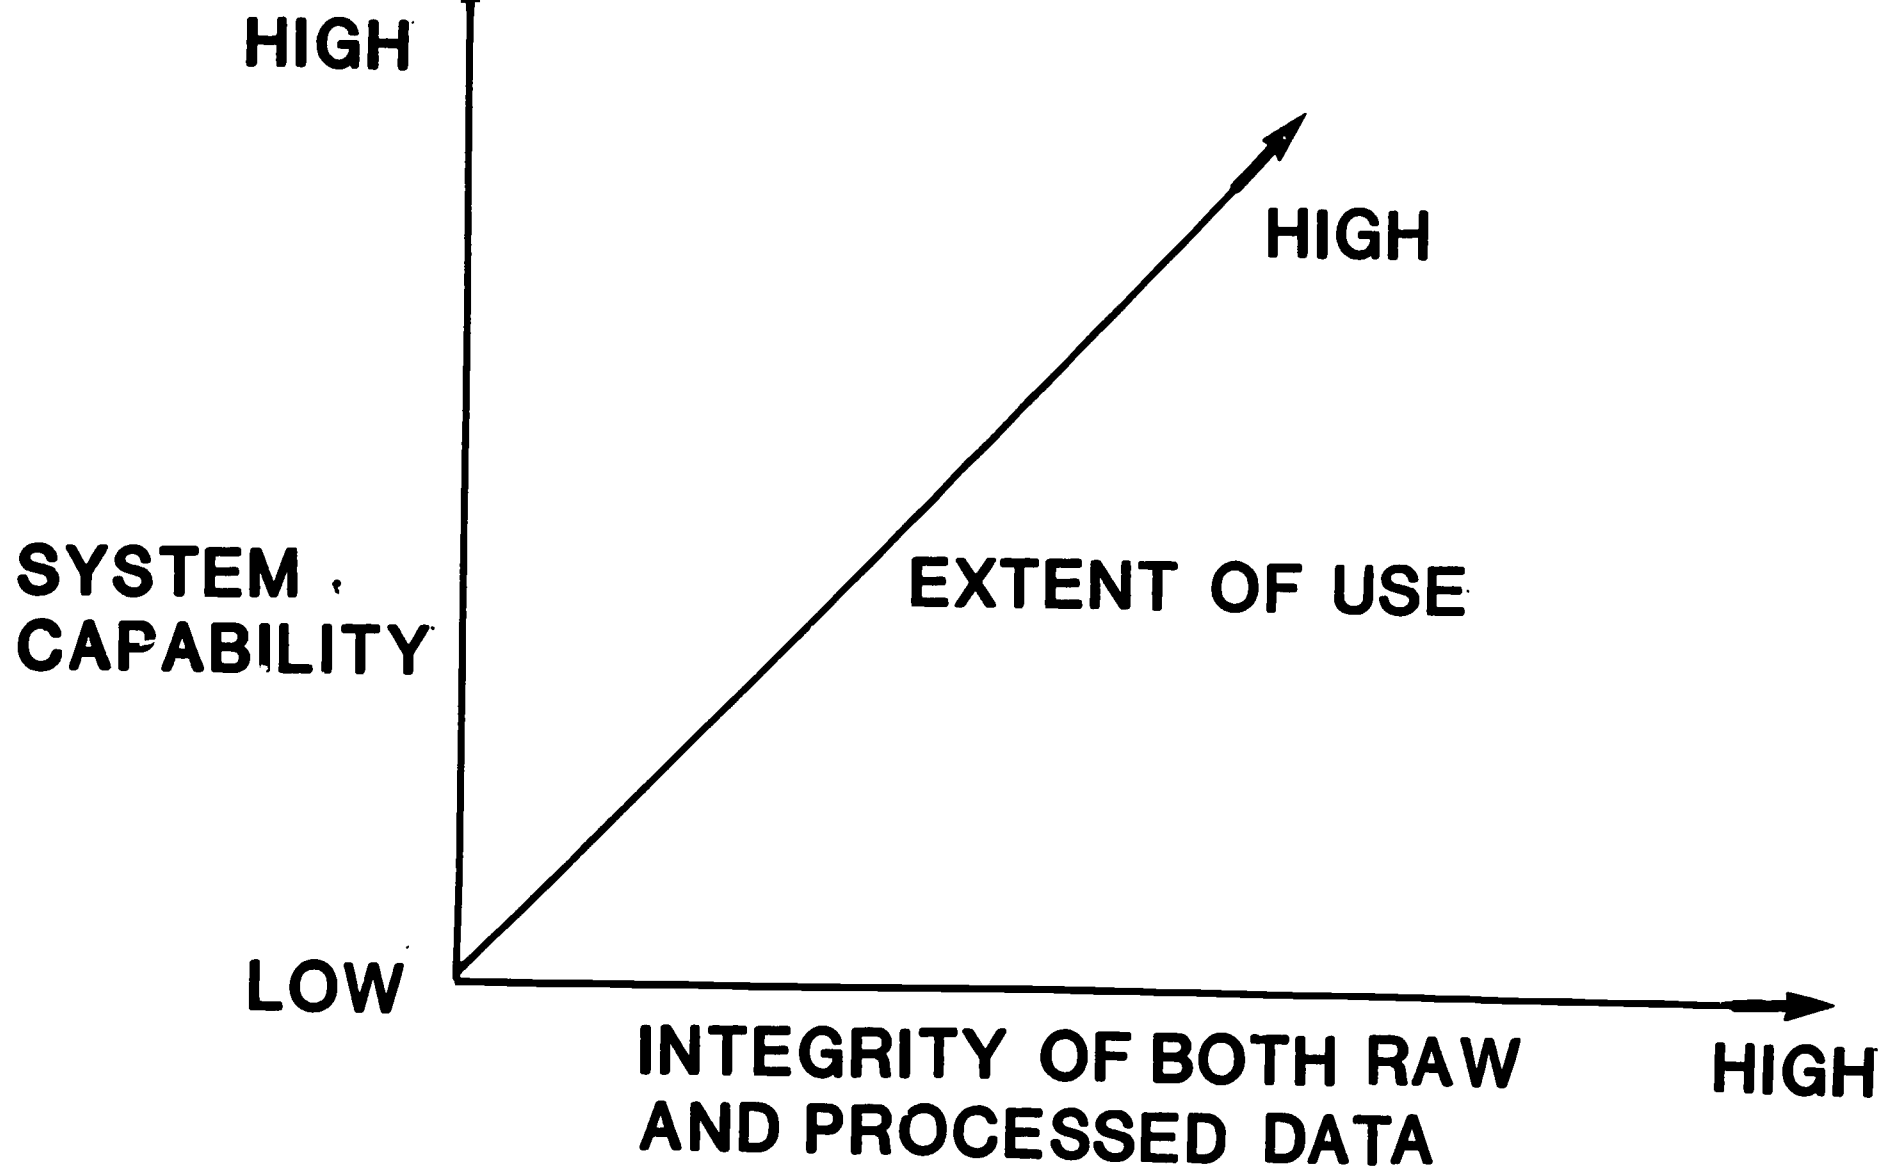 HIGH
HIGH
SYSTEM
CAPABILITY
EXTENT OF USE
LOW
INTEGRITY OF BOTH RAW
AND PROCESSED DATA
HIGH